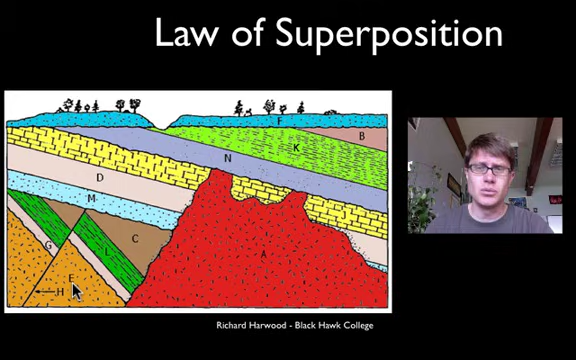 Law of Superposition
F
B
K
N
D
M
C
G
L
A
E
H
Richard Harwood - Black Hawk College